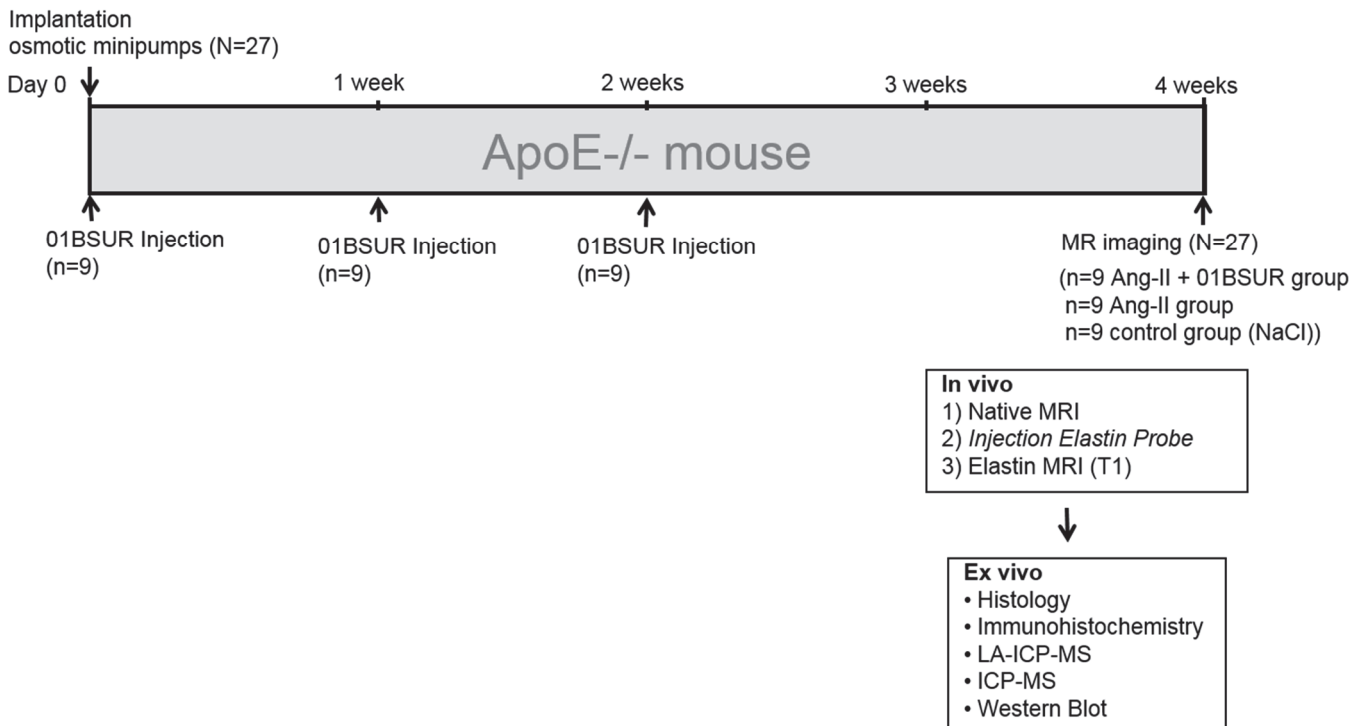 Implantation
osmotic minipumps (N=27)
Day 0
1 week
2 weeks
3 weeks
4 weeks
ApoE-/- mouse
01BSUR Injection
(n=9)
01BSUR Injection
(n=9)
01BSUR Injection
(n=9)
MR imaging (N=27)
(n=9 Ang-II + 01BSUR group
n=9 Ang-II group
n=9 control group (NaCl))
In vivo
1) Native MRI
2) Injection Elastin Probe
3) Elastin MRI (T1)
Ex vivo
• Histology
• Immunohistochemistry
• LA-ICP-MS
• ICP-MS
• Western Blot